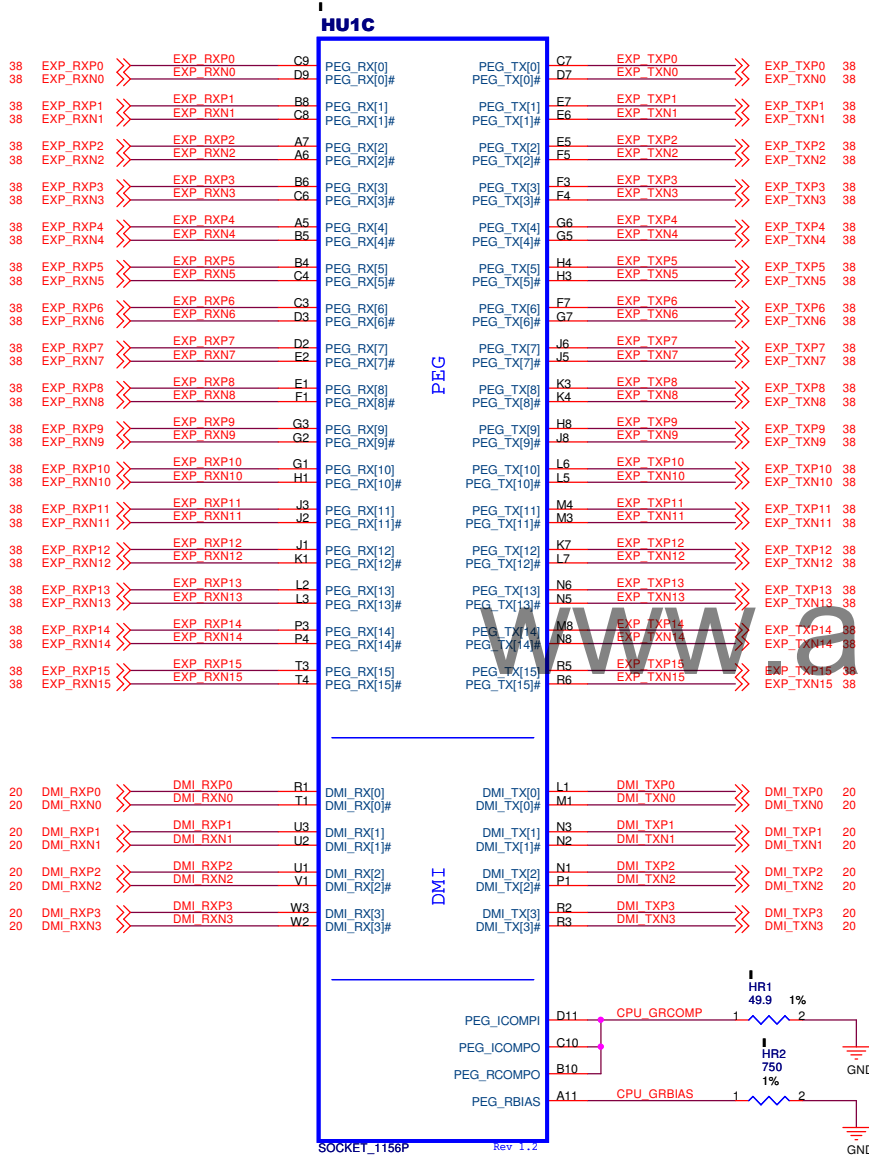 HU1C
38 EXP_RXP0 EXP_RXP0 C9 PEG_RX[0] PEG_TX[0] C7 EXP_TXP0 EXP_TXP0 38
38 EXP_RXN0 EXP_RXN0 D9 PEG_RX[0]# PEG_TX[0]# D7 EXP_TXN0 EXP_TXN0 38
38 EXP_RXP1 EXP_RXP1 B8 PEG_RX[1] PEG_TX[1] E7 EXP_TXP1 EXP_TXP1 38
38 EXP_RXN1 EXP_RXN1 C8 PEG_RX[1]# PEG_TX[1]# E6 EXP_TXN1 EXP_TXN1 38
38 EXP_RXP2 EXP_RXP2 A7 PEG_RX[2] PEG_TX[2] E5 EXP_TXP2 EXP_TXP2 38
38 EXP_RXN2 EXP_RXN2 A6 PEG_RX[2]# PEG_TX[2]# F5 EXP_TXN2 EXP_TXN2 38
38 EXP_RXP3 EXP_RXP3 B6 PEG_RX[3] PEG_TX[3] F3 EXP_TXP3 EXP_TXP3 38
38 EXP_RXN3 EXP_RXN3 C6 PEG_RX[3]# PEG_TX[3]# F4 EXP_TXN3 EXP_TXN3 38
38 EXP_RXP4 EXP_RXP4 A5 PEG_RX[4] PEG_TX[4] G6 EXP_TXP4 EXP_TXP4 38
38 EXP_RXN4 EXP_RXN4 B5 PEG_RX[4]# PEG_TX[4]# G5 EXP_TXN4 EXP_TXN4 38
38 EXP_RXP5 EXP_RXP5 B4 PEG_RX[5] PEG_TX[5] H4 EXP_TXP5 EXP_TXP5 38
38 EXP_RXN5 EXP_RXN5 C4 PEG_RX[5]# PEG_TX[5]# H3 EXP_TXN5 EXP_TXN5 38
38 EXP_RXP6 EXP_RXP6 C3 PEG_RX[6] PEG_TX[6] F7 EXP_TXP6 EXP_TXP6 38
38 EXP_RXN6 EXP_RXN6 D3 PEG_RX[6]# PEG_TX[6]# G7 EXP_TXN6 EXP_TXN6 38
38 EXP_RXP7 EXP_RXP7 D2 PEG_RX[7] PEG_TX[7] J6 EXP_TXP7 EXP_TXP7 38
38 EXP_RXN7 EXP_RXN7 E2 PEG_RX[7]# PEG_TX[7]# J5 EXP_TXN7 EXP_TXN7 38
PEG
38 EXP_RXP8 EXP_RXP8 E1 PEG_RX[8] PEG_TX[8] K3 EXP_TXP8 EXP_TXP8 38
38 EXP_RXN8 EXP_RXN8 F1 PEG_RX[8]# PEG_TX[8]# K4 EXP_TXN8 EXP_TXN8 38
38 EXP_RXP9 EXP_RXP9 G3 PEG_RX[9] PEG_TX[9] H8 EXP_TXP9 EXP_TXP9 38
38 EXP_RXN9 EXP_RXN9 G2 PEG_RX[9]# PEG_TX[9]# J8 EXP_TXN9 EXP_TXN9 38
38 EXP_RXP10 EXP_RXP10 G1 PEG_RX[10] PEG_TX[10] L6 EXP_TXP10 EXP_TXP10 38
38 EXP_RXN10 EXP_RXN10 H1 PEG_RX[10]# PEG_TX[10]# L5 EXP_TXN10 EXP_TXN10 38
38 EXP_RXP11 EXP_RXP11 J3 PEG_RX[11] PEG_TX[11] M4 EXP_TXP11 EXP_TXP11 38
38 EXP_RXN11 EXP_RXN11 J2 PEG_RX[11]# PEG_TX[11]# M3 EXP_TXN11 EXP_TXN11 38
38 EXP_RXP12 EXP_RXP12 J1 PEG_RX[12] PEG_TX[12] K7 EXP_TXP12 EXP_TXP12 38
38 EXP_RXN12 EXP_RXN12 K1 PEG_RX[12]# PEG_TX[12]# L7 EXP_TXN12 EXP_TXN12 38
38 EXP_RXP13 EXP_RXP13 L2 PEG_RX[13] PEG_TX[13] N6 EXP_TXP13 EXP_TXP13 38
38 EXP_RXN13 EXP_RXN13 L3 PEG_RX[13]# PEG_TX[13]# N5 EXP_TXN13 EXP_TXN13 38
www.a
38 EXP_RXP14 EXP_RXP14 P3 PEG_RX[14] PEG_TX[14] M8 EXP_TXP14 EXP_TXP14 38
38 EXP_RXN14 EXP_RXN14 P4 PEG_RX[14]# PEG_TX[14]# N8 EXP_TXN14 EXP_TXN14 38
38 EXP_RXP15 EXP_RXP15 T3 PEG_RX[15] PEG_TX[15] R5 EXP_TXP15 EXP_TXP15 38
38 EXP_RXN15 EXP_RXN15 T4 PEG_RX[15]# PEG_TX[15]# R6 EXP_TXN15 EXP_TXN15 38
20 DMI_RXP0 DMI_RXP0 R1 DMI_RX[0] DMI_TX[0] L1 DMI_TXP0 DMI_TXP0 20
20 DMI_RXN0 DMI_RXN0 T1 DMI_RX[0]# DMI_TX[0]# M1 DMI_TXN0 DMI_TXN0 20
20 DMI_RXP1 DMI_RXP1 U3 DMI_RX[1] DMI_TX[1] N3 DMI_TXP1 DMI_TXP1 20
20 DMI_RXN1 DMI_RXN1 U2 DMI_RX[1]# DMI_TX[1]# N2 DMI_TXN1 DMI_TXN1 20
20 DMI_RXP2 DMI_RXP2 U1 DMI_RX[2] DMI_TX[2] N1 DMI_TXP2 DMI_TXP2 20
20 DMI_RXN2 DMI_RXN2 V1 DMI_RX[2]# DMI_TX[2]# P1 DMI_TXN2 DMI_TXN2 20
DMI
20 DMI_RXP3 DMI_RXP3 W3 DMI_RX[3] DMI_TX[3] R2 DMI_TXP3 DMI_TXP3 20
20 DMI_RXN3 DMI_RXN3 W2 DMI_RX[3]# DMI_TX[3]# R3 DMI_TXN3 DMI_TXN3 20
HR1
49.9 1%
PEG_ICOMPI D11 CPU_GRCOMP 1 2
PEG_ICOMPO C10
GND
HR2
750
1%
PEG_RCOMPO B10
PEG_RBIAS A11 CPU_GRBIAS 1 2
GND
SOCKET_1156P Rev 1.2